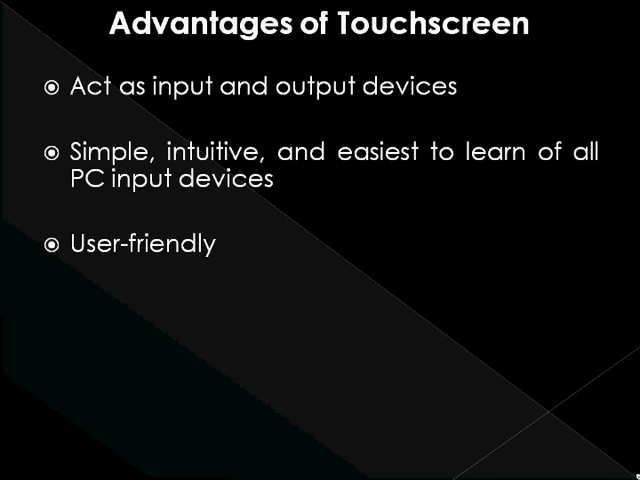 Advantages of Touchscreen
Act as input and output devices
Simple, intuitive, and easiest to learn of all
PC input devices
User-friendly